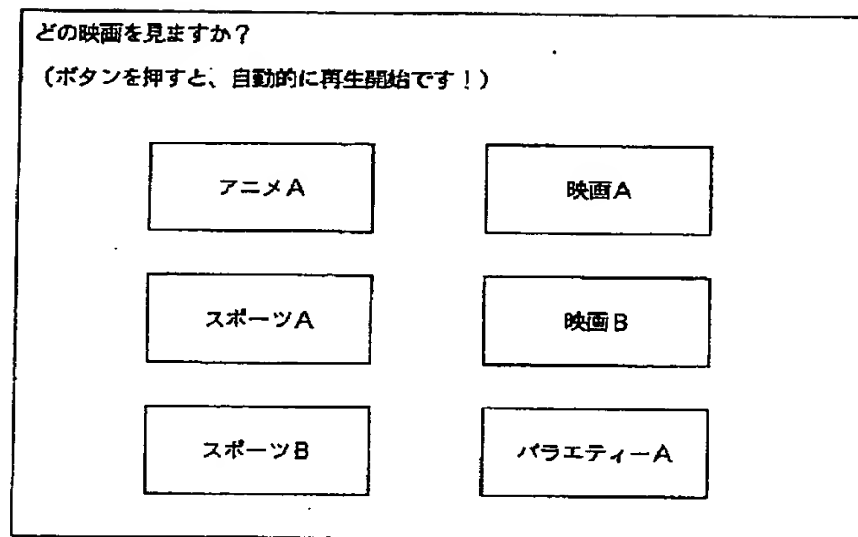 どの映画を見ますか？
（ボタンを押すと、自動的に再生開始です！）
アニメA
映画A
スポーツA
映画B
スポーツB
バラエティーA